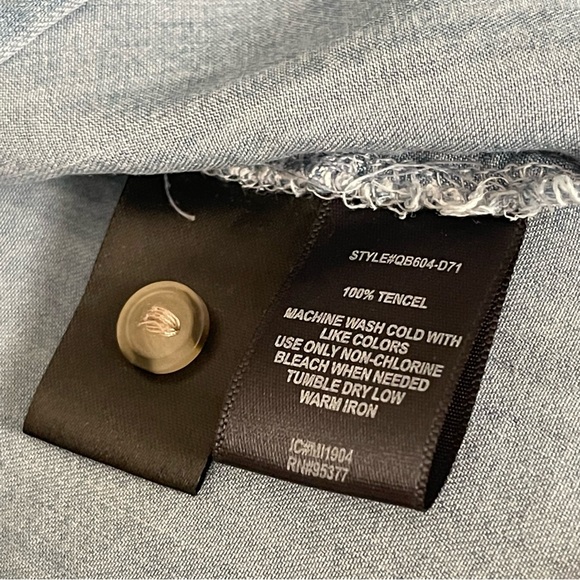 STYLE#QB604-D71
100% TENCEL
MACHINE WASH COLD WITH
LIKE COLORS
USE ONLY NON-CHLORINE
BLEACH WHEN NEEDED
TUMBLE DRY LOW
WARM IRON
IC#MI1904
RN#95377